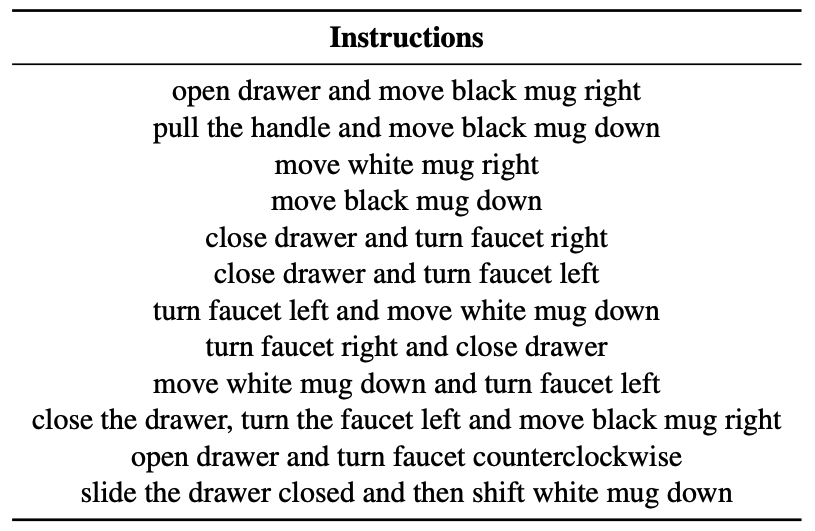 Instructions
open drawer and move black mug right
pull the handle and move black mug down
move white mug right
move black mug down
close drawer and turn faucet right
close drawer and turn faucet left
turn faucet left and move white mug down
turn faucet right and close drawer
move white mug down and turn faucet left
close the drawer, turn the faucet left and move black mug right
open drawer and turn faucet counterclockwise
slide the drawer closed and then shift white mug down